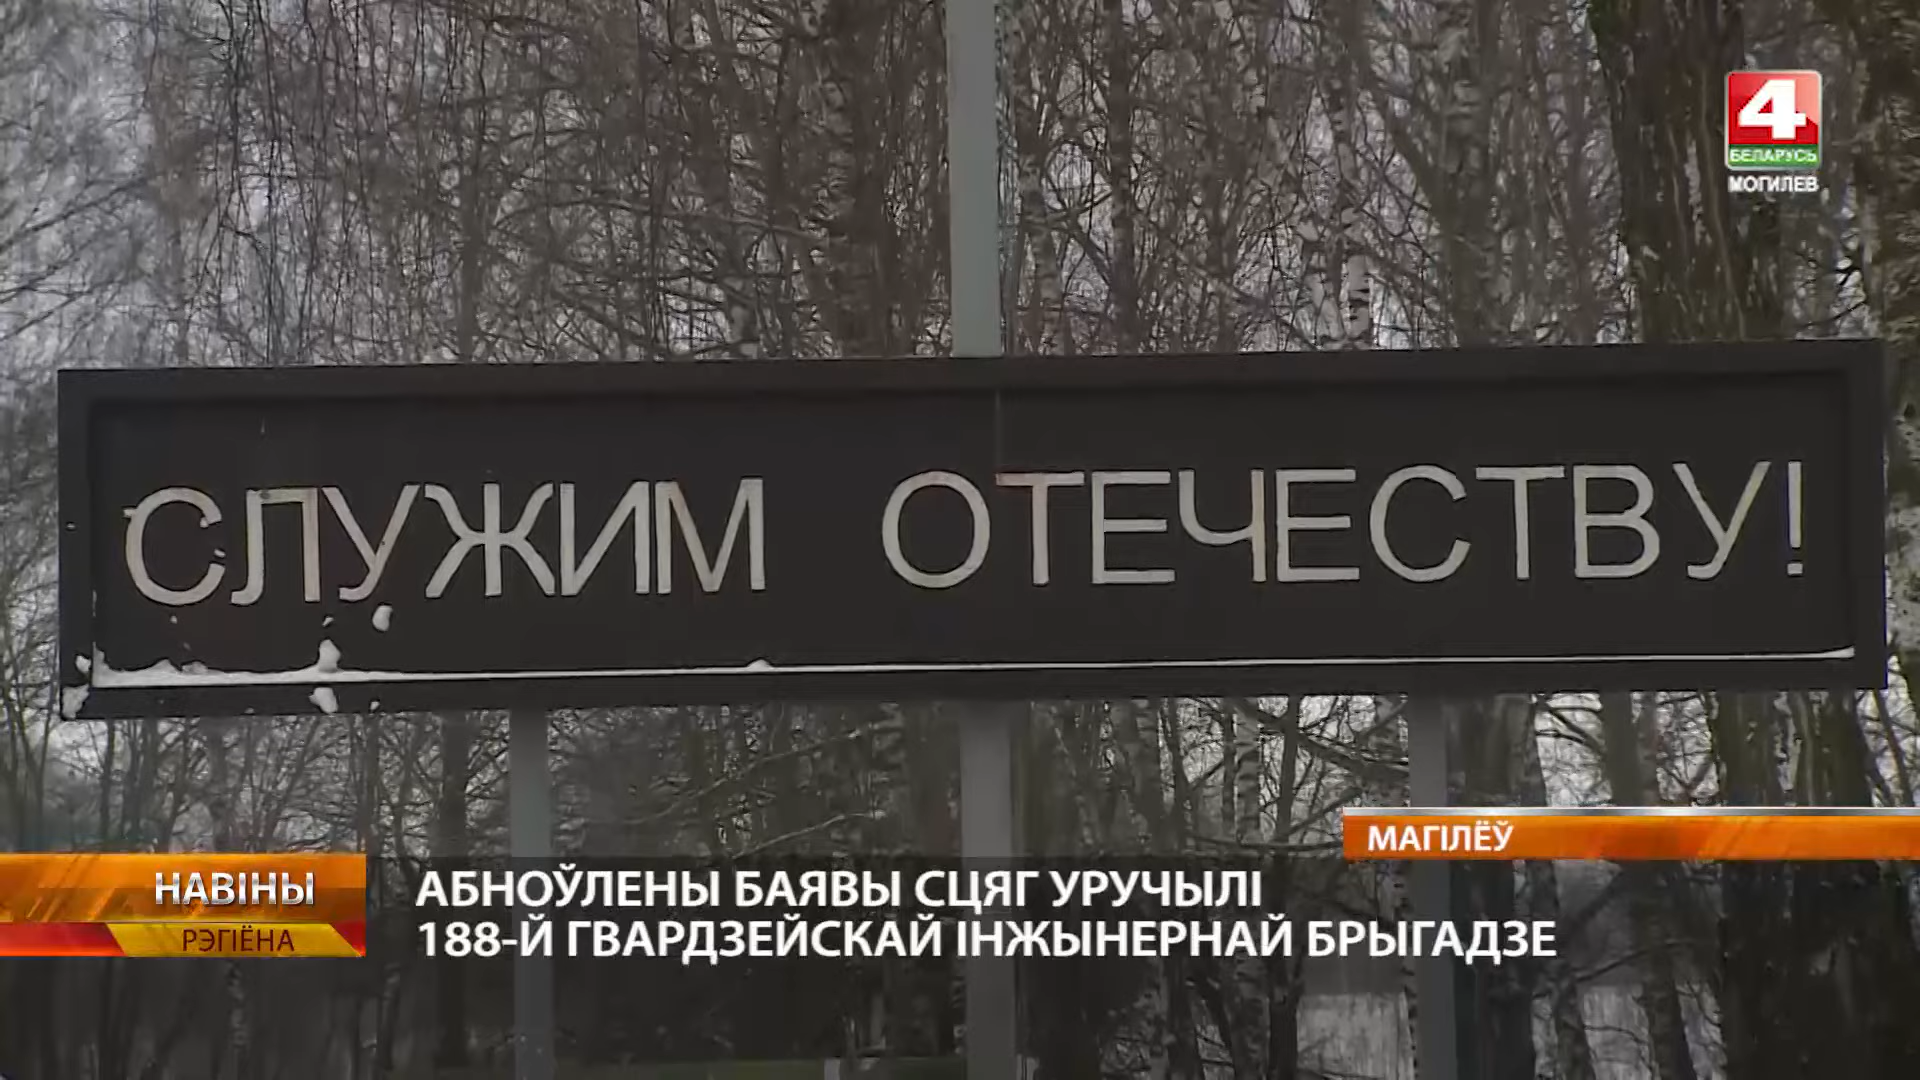 4
БЕЛАРУСЬ
МОГИЛЕВ
СЛУЖИМ ОТЕЧЕСТВУ!
МАГІЛЁЎ
НАВІНЫ
РЭГІЁНА
АБНОЎЛЕНЫ БАЯВЫ СЦЯГ УРУЧЫЛІ
188-Й ГВАРДЗЕЙСКАЙ ІНЖЫНЕРНАЙ БРЫГАДЗЕ